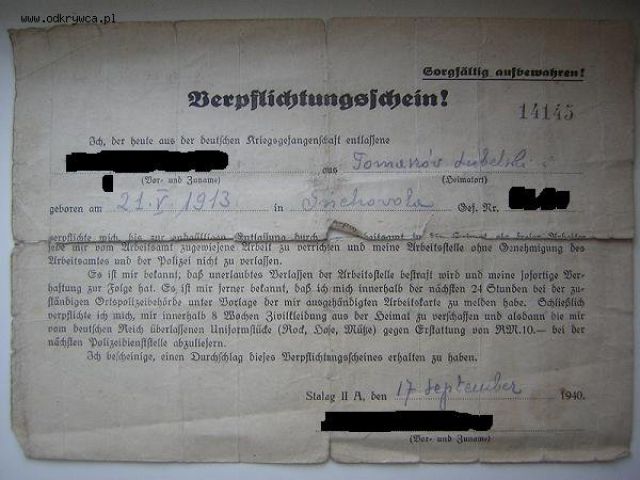 www.odkrywca.pl
Sorgfältig aufbewahren!
Verpflichtungsschein!
14145
Ich, der heute aus der deutschen Kriegsgefangenschaft entlassene
aus Tomaszów Lubelski
(Vor- und Zuname) (Heimatort)
geboren am 21. V. 1913 in Gef. Nr.
verpflichte mich bis zur endgültigen Entlassung durch
jede mir vom Arbeitsamt zugewiesene Arbeit zu verrichten und meine Arbeitsstelle ohne Genehmigung des
Arbeitsamtes und der Polizei nicht zu verlassen.
Es ist mir bekannt, daß unerlaubtes Verlassen der Arbeitsstelle bestraft wird und meine sofortige Ver-
haftung zur Folge hat. Es ist mir ferner bekannt, daß ich mich innerhalb der nächsten 24 Stunden bei der zu-
ständigen Ortspolizeibehörde unter Vorlage der mir ausgehändigten Arbeitskarte zu melden habe. Schließlich
verpflichte ich mich, mir innerhalb 8 Wochen Zivilkleidung aus der Heimat zu verschaffen und alsdann die mir
vom deutschen Reich überlassenen Uniformstücke (Rock, Hose, Mütze) gegen Erstattung von RM.10.— bei
der nächsten Polizeidienststelle abzuliefern.
Ich bescheinige, einen Durchschlag dieses Verpflichtungsscheines erhalten zu haben.
Stalag II A, den 17 September 1940.
(Vor- und Zuname)